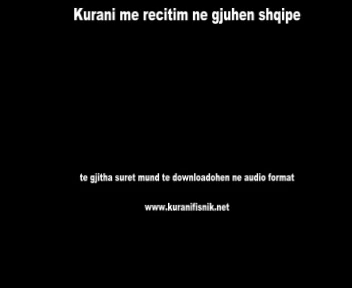 Kurani me recitim ne gjuhen shqipe
te gjitha suret mund te downloadohen ne audio format
www.kuranifisnik.net